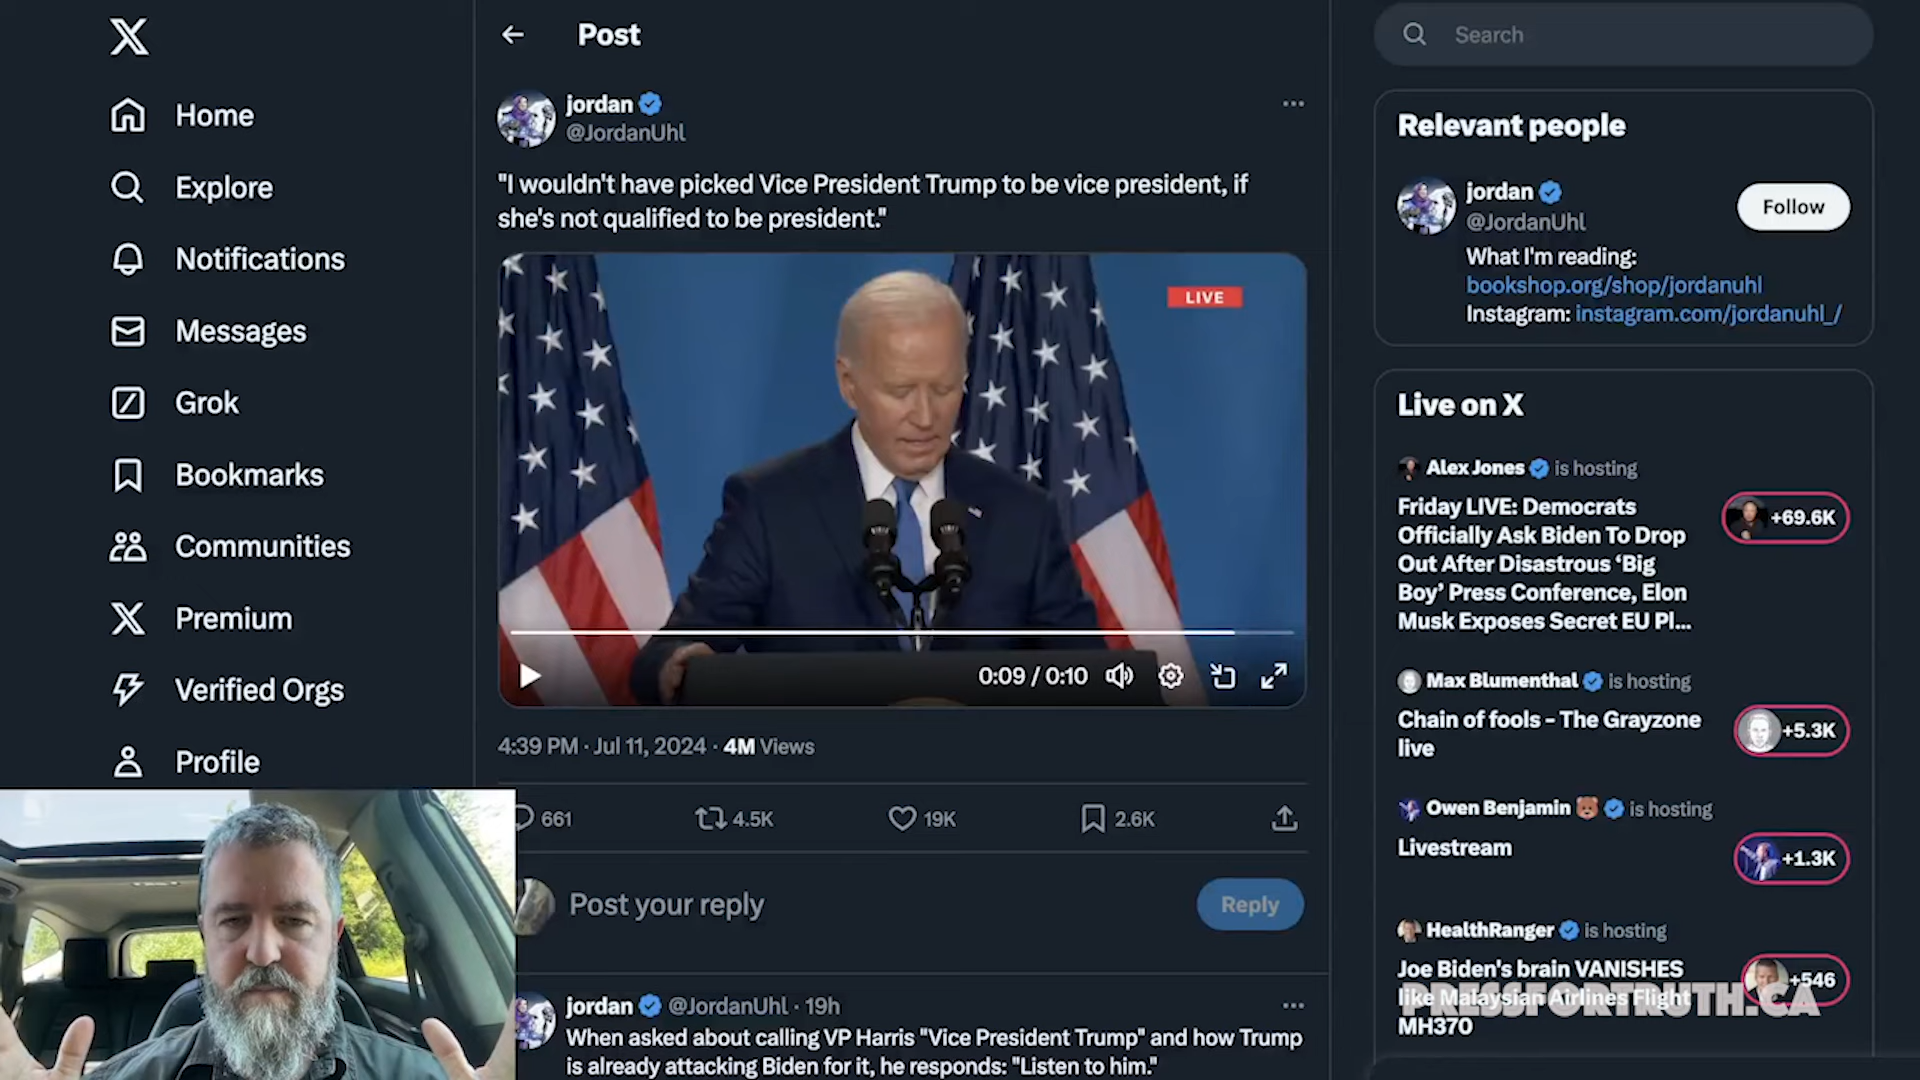 X
Home
Explore
Notifications
Messages
Grok
Bookmarks
Communities
Premium
Verified Orgs
Profile
Post
jordan
@JordanUhl
"I wouldn't have picked Vice President Trump to be vice president, if
she's not qualified to be president."
LIVE
0:09 / 0:10
4:39 PM · Jul 11, 2024 · 4M Views
661
4.5K
19K
2.6K
Post your reply
Reply
jordan @JordanUhl · 19h
When asked about calling VP Harris "Vice President Trump" and how Trump
is already attacking Biden for it, he responds: "Listen to him."
Search
Relevant people
jordan
@JordanUhl
Follow
What I'm reading:
bookshop.org/shop/jordanuhl
Instagram: instagram.com/jordanuhl_/
Live on X
Alex Jones is hosting
Friday LIVE: Democrats
Officially Ask Biden To Drop
Out After Disastrous ‘Big
Boy’ Press Conference, Elon
Musk Exposes Secret EU Pl...
+69.6K
Max Blumenthal is hosting
Chain of fools - The Grayzone
live
+5.3K
Owen Benjamin is hosting
Livestream
+1.3K
HealthRanger is hosting
Joe Biden's brain VANISHES
like Malaysian Airlines Flight
MH370
+546
PRESSFORTRUTH.CA